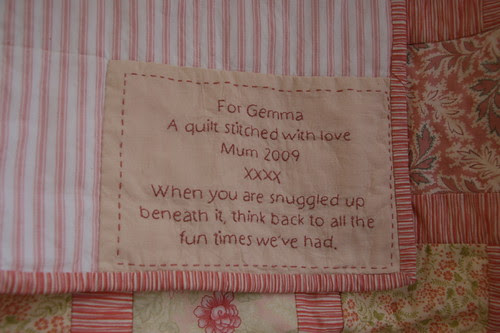 For Gemma
A quilt stitched with love
Mum 2009
XXXX
When you are snuggled up
beneath it, think back to all the
fun times we've had.